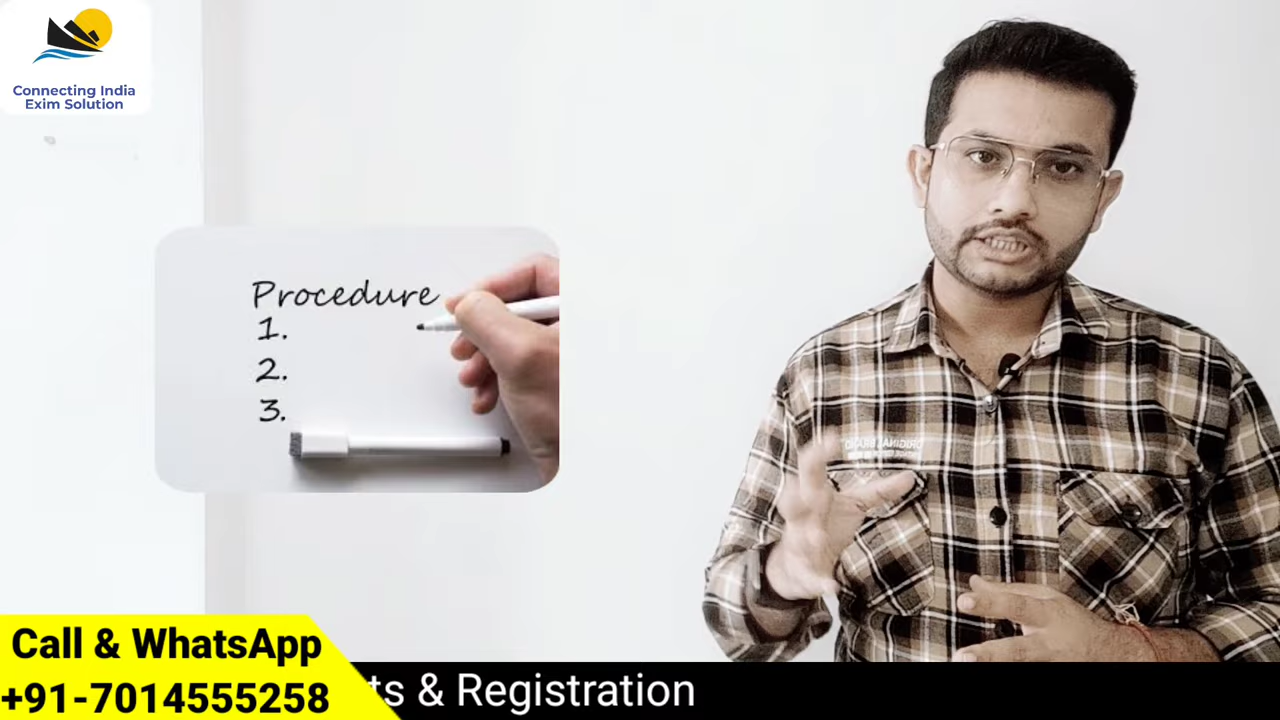 Connecting India
Exim Solution
Procedure
1.
2.
3.
Call & WhatsApp
+91-7014555258
ts & Registration